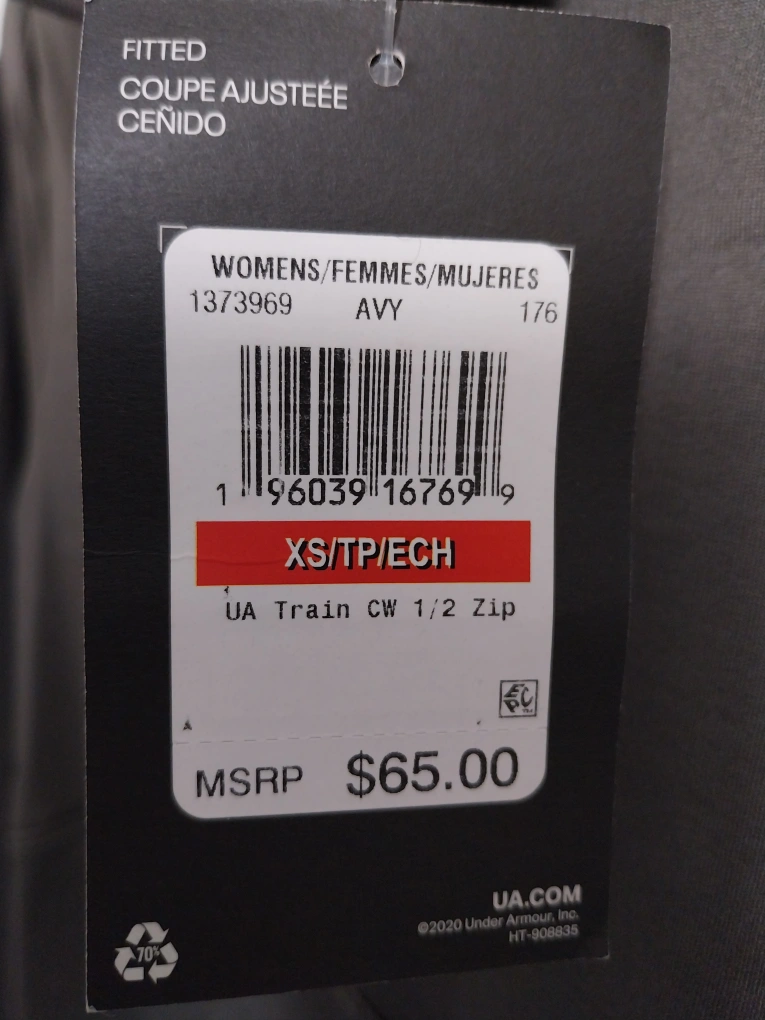 FITTED
COUPE AJUSTEÉE
CEÑIDO
WOMENS/FEMMES/MUJERES
1373969 AVY 176
1 96039 16769 9
XS/TP/ECH
UA Train CW 1/2 Zip
EPC
MSRP $65.00
70%
UA.COM
©2020 Under Armour, Inc.
HT-908835